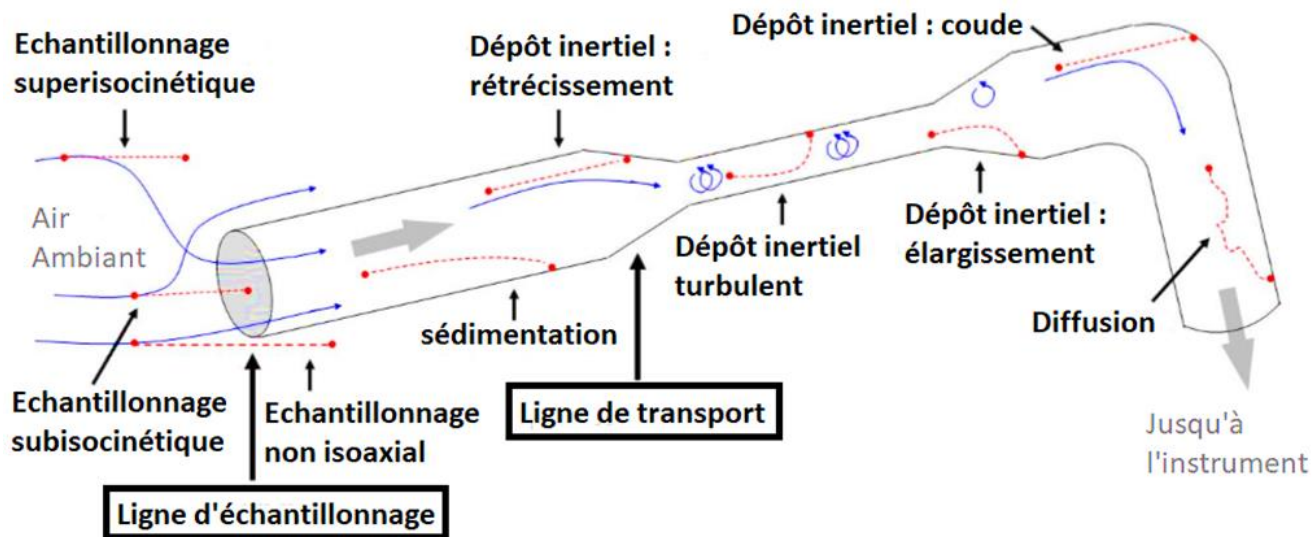 Echantillonnage
superisocinétique
Dépôt inertiel :
rétrécissement
Dépôt inertiel : coude
Air
Ambiant
Dépôt inertiel
turbulent
Dépôt inertiel :
élargissement
sédimentation
Diffusion
Echantillonnage
subisocinétique
Echantillonnage
non isoaxial
Ligne de transport
Jusqu'à
l'instrument
Ligne d'échantillonnage